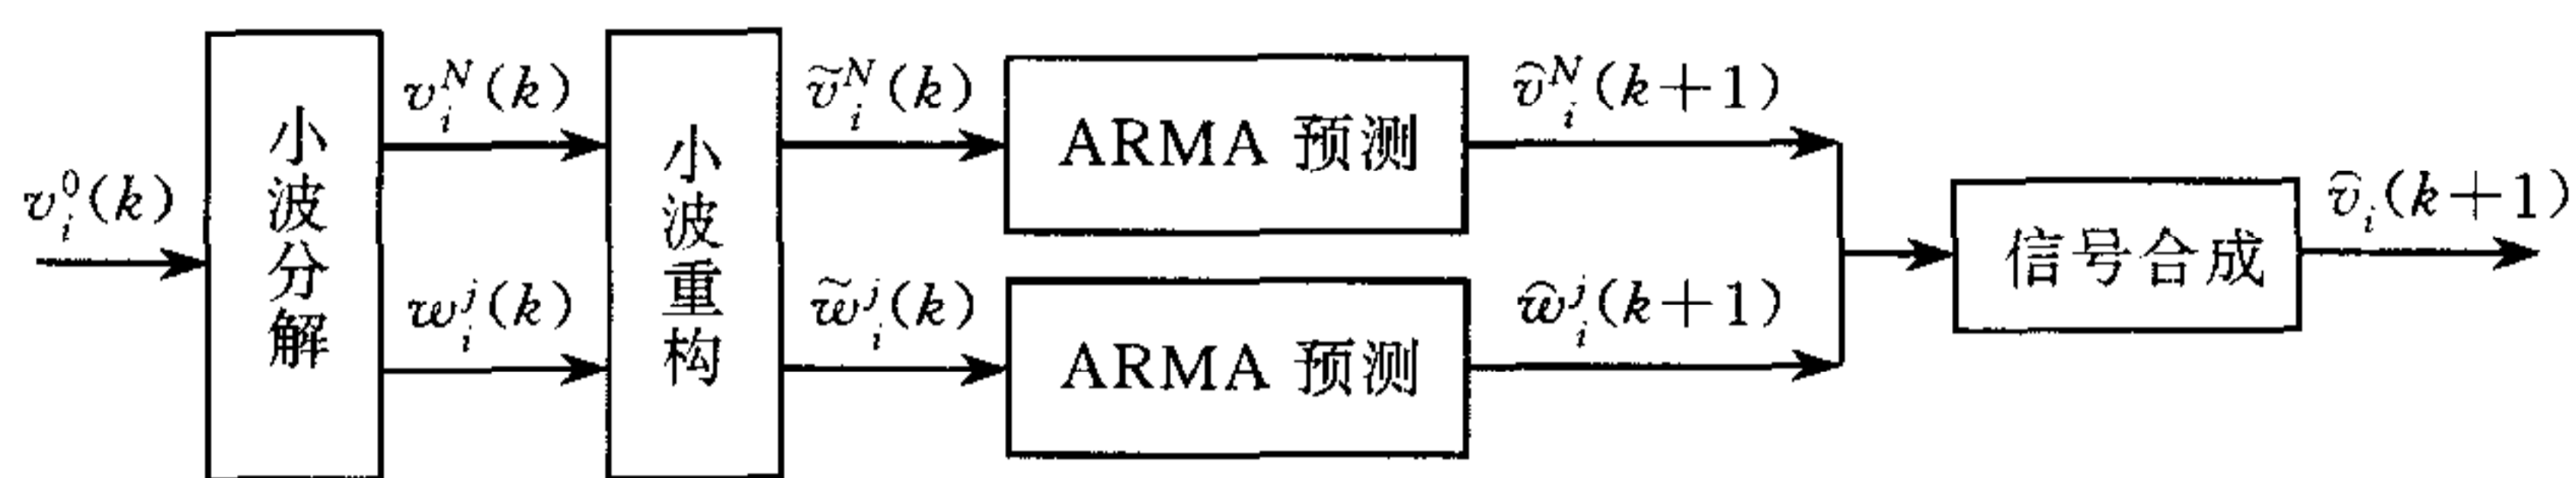 v_i^0(k)
小波分解
v_i^N(k)
w_i^j(k)
小波重构
ṽ_i^N(k)
w̃_i^j(k)
ARMA 预测
ARMA 预测
v̂_i^N(k+1)
ŵ_i^j(k+1)
信号合成
v̂_i(k+1)